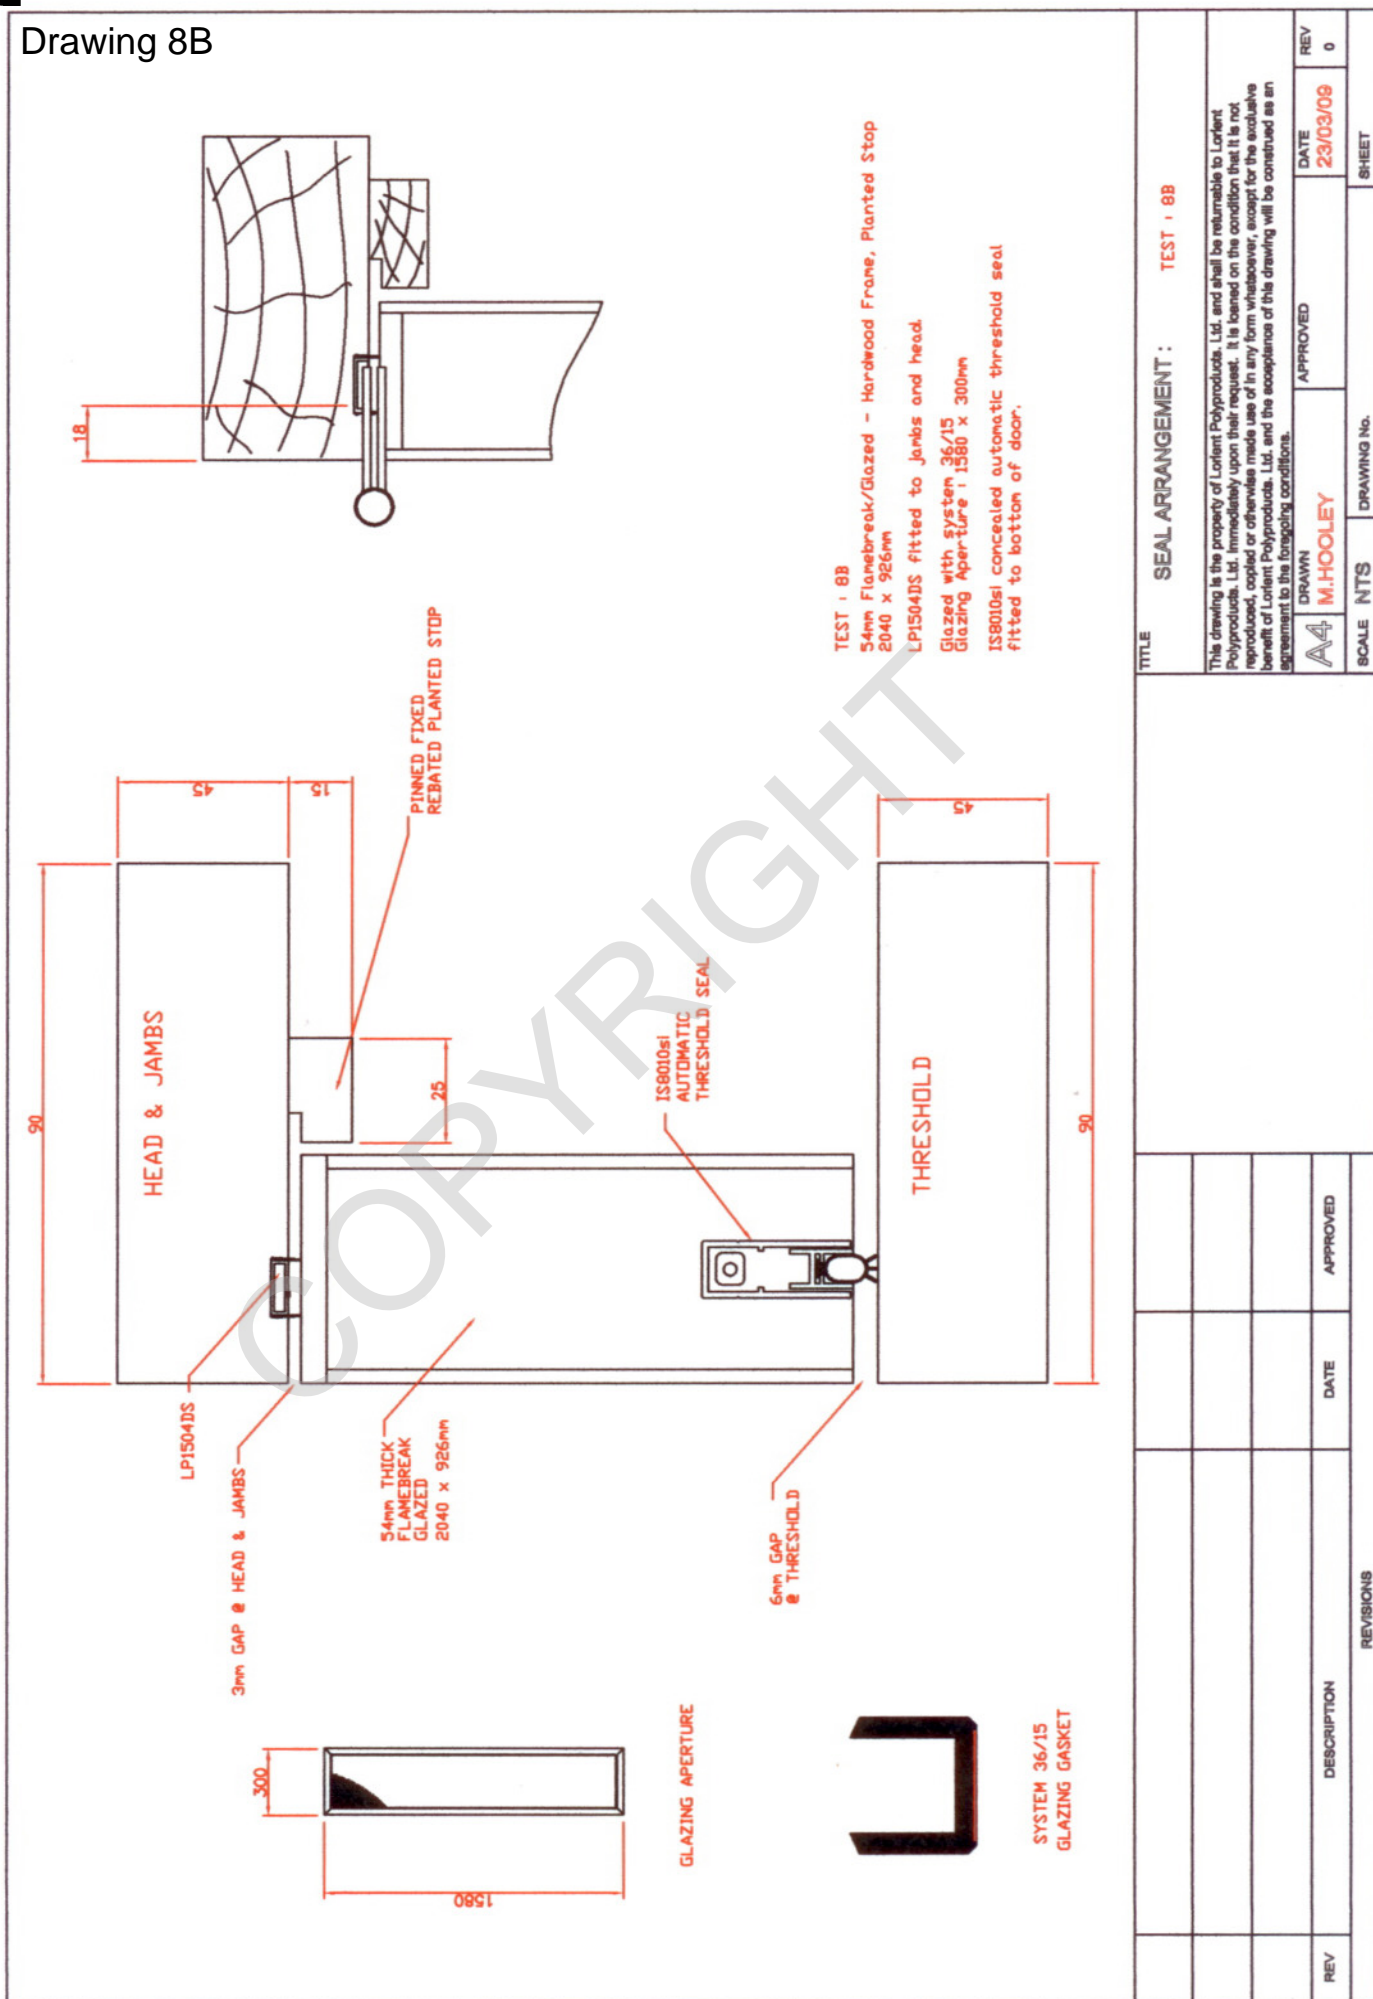 Drawing 8B
18
TEST : 8B
54mm Flamebreak/Glazed - Hardwood Frame, Planted Stop
2040 x 926mm
LP1504DS fitted to jambs and head.
Glazed with system 36/15
Glazing Aperture : 1580 x 300mm
IS8010si concealed automatic threshold seal
fitted to bottom of door.
90
HEAD & JAMBS
45
15
25
PINNED FIXED
REBATED PLANTED STOP
LP1504DS
3mm GAP @ HEAD & JAMBS
54mm THICK
FLAMEBREAK
GLAZED
2040 x 926mm
IS8010si
AUTOMATIC
THRESHOLD SEAL
THRESHOLD
45
90
6mm GAP
@ THRESHOLD
300
1580
GLAZING APERTURE
SYSTEM 36/15
GLAZING GASKET
COPYRIGHT
TITLE
SEAL ARRANGEMENT : TEST : 8B
This drawing is the property of Lorient Polyproducts. Ltd. and shall be returnable to Lorient
Polyproducts. Ltd. Immediately upon their request. It is loaned on the condition that it is not
reproduced, copied or otherwise made use of in any form whatsoever, except for the exclusive
benefit of Lorient Polyproducts. Ltd. and the acceptance of this drawing will be construed as an
agreement to the foregoing conditions.
A4
DRAWN
M.HOOLEY
APPROVED
DATE
23/03/09
REV
0
SCALE NTS
DRAWING No.
SHEET
REV
DESCRIPTION
DATE
APPROVED
REVISIONS